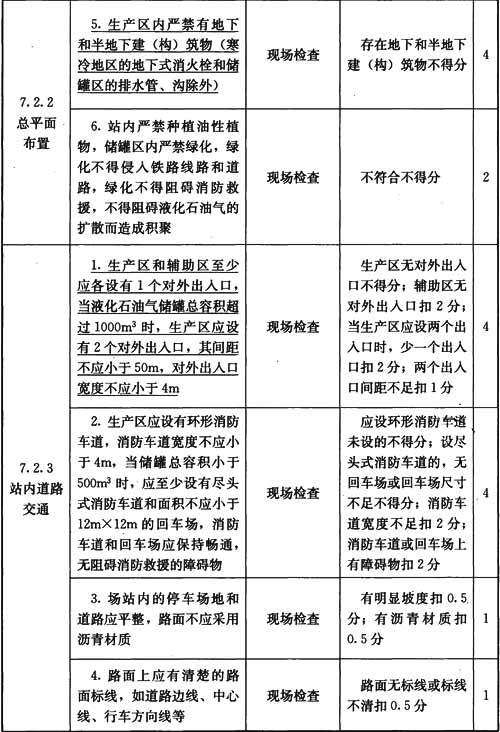 7.2.2
总平面
布置
5. 生产区内严禁有地下
和半地下建（构）筑物（寒
冷地区的地下式消火栓和储
罐区的排水管、沟除外）
现场检查
存在地下和半地下
建（构）筑物不得分
4
6. 站内严禁种植油性植
物，储罐区内严禁绿化，绿
化不得侵入铁路线路和道
路，绿化不得阻碍消防救
援，不得阻碍液化石油气的
扩散而造成积聚
现场检查
不符合不得分
2
7.2.3
站内道路
交通
1. 生产区和辅助区至少
应各设有 1 个对外出入口，
当液化石油气储罐总容积超
过 1000m³ 时，生产区应设
有 2 个对外出入口，其间距
不应小于 50m，对外出入口
宽度不应小于 4m
现场检查
生产区无对外出入
口不得分；辅助区无
对外出入口扣 2 分；
当生产区应设两个出
入口时，少一个出入
口扣 2 分；两个出入
口间距不足扣 1 分
4
2. 生产区应设有环形消防
车道，消防车道宽度不应小
于 4m，当储罐总容积小于
500m³ 时，应至少设有尽头
式消防车道和面积不应小于
12m×12m 的回车场，消防
车道和回车场应保持畅通，
无阻碍消防救援的障碍物
现场检查
应设环形消防车道
未设的不得分；设尽
头式消防车道的，无
回车场或回车场尺寸
不足不得分；消防车
道宽度不足扣 2 分；
消防车道或回车场上
有障碍物扣 2 分
4
3. 场站内的停车场地和
道路应平整，路面不应采用
沥青材质
现场检查
有明显坡度扣 0.5
分；有沥青材质扣
0.5 分
1
4. 路面上应有清楚的路
面标线，如道路边线、中心
线、行车方向线等
现场检查
路面无标线或标线
不清扣 0.5 分
1